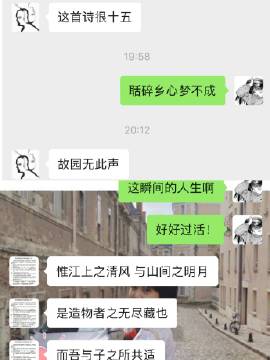 这首诗很十五
19:58
聒碎乡心梦不成
20:12
故园无此声
这瞬间的人生啊
好好过活！
惟江上之清风 与山间之明月
是造物者之无尽藏也
而吾与子之所共适